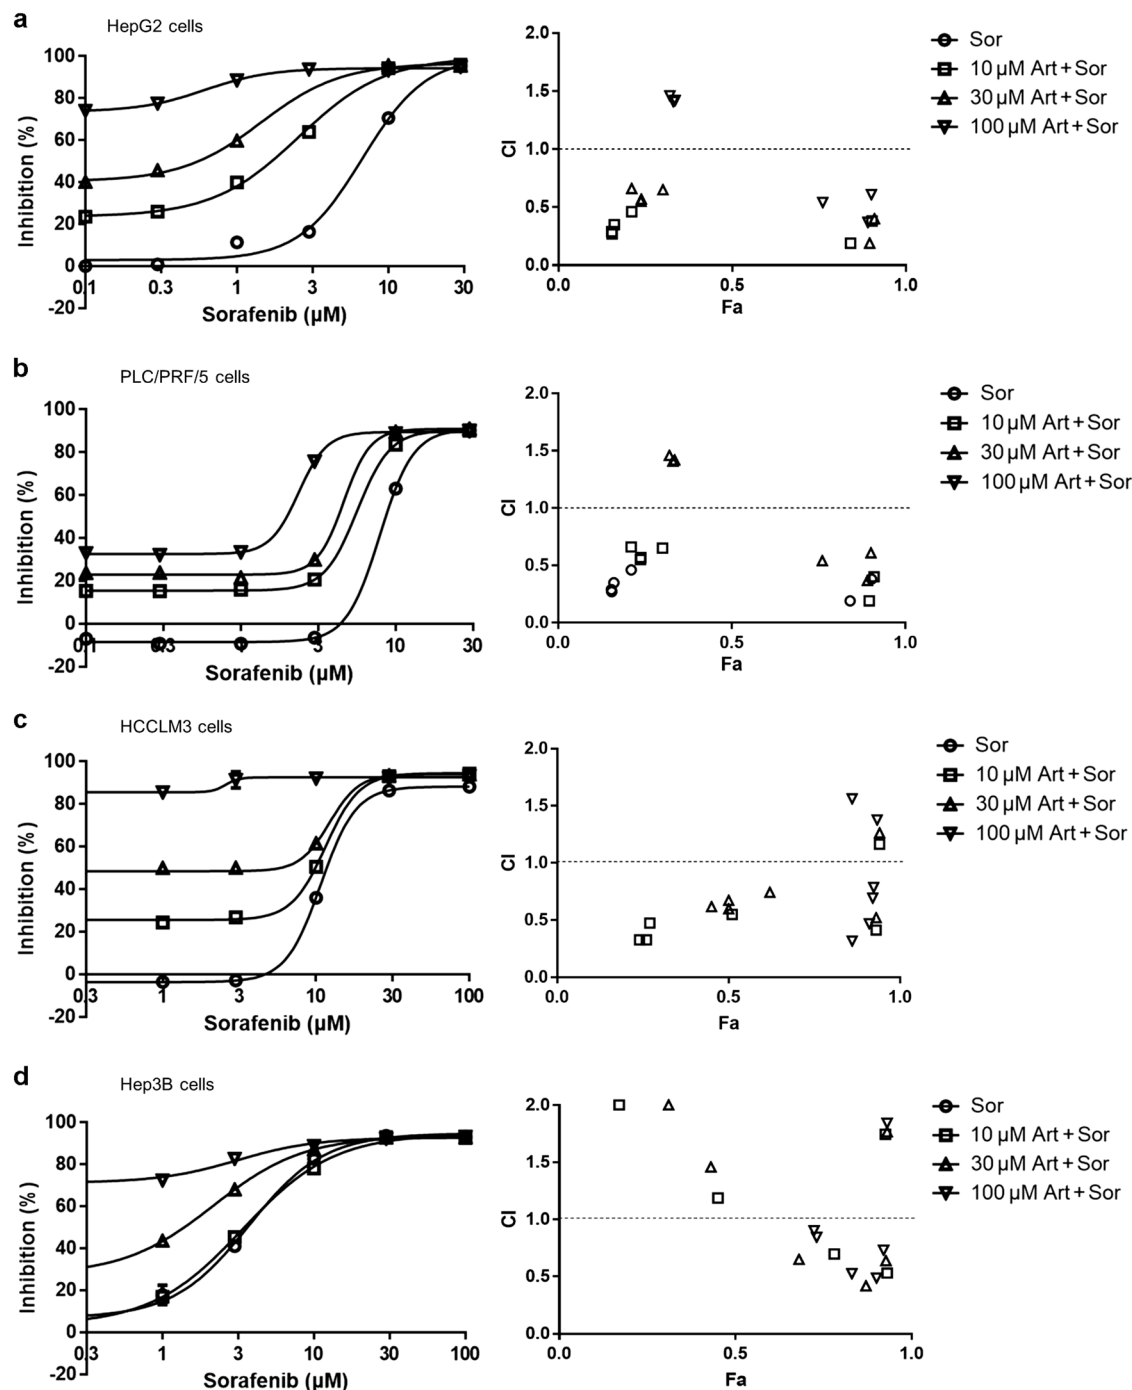 a
HepG2 cells
Inhibition (%)
100
80
60
40
20
0
-20
0.1 0.3 1 3 10 30
Sorafenib (µM)
CI
2.0
1.5
1.0
0.5
0.0
0.0 0.5 1.0
Fa
Sor
10 µM Art + Sor
30 µM Art + Sor
100 µM Art + Sor
b
PLC/PRF/5 cells
Inhibition (%)
100
80
60
40
20
0
-20
0.1 0.3 1 3 10 30
Sorafenib (µM)
CI
2.0
1.5
1.0
0.5
0.0
0.0 0.5 1.0
Fa
Sor
10 µM Art + Sor
30 µM Art + Sor
100 µM Art + Sor
c
HCCLM3 cells
Inhibition (%)
100
80
60
40
20
0
-20
0.3 1 3 10 30 100
Sorafenib (µM)
CI
2.0
1.5
1.0
0.5
0.0
0.0 0.5 1.0
Fa
Sor
10 µM Art + Sor
30 µM Art + Sor
100 µM Art + Sor
d
Hep3B cells
Inhibition (%)
100
80
60
40
20
0
-20
0.3 1 3 10 30 100
Sorafenib (µM)
CI
2.0
1.5
1.0
0.5
0.0
0.0 0.5 1.0
Fa
Sor
10 µM Art + Sor
30 µM Art + Sor
100 µM Art + Sor